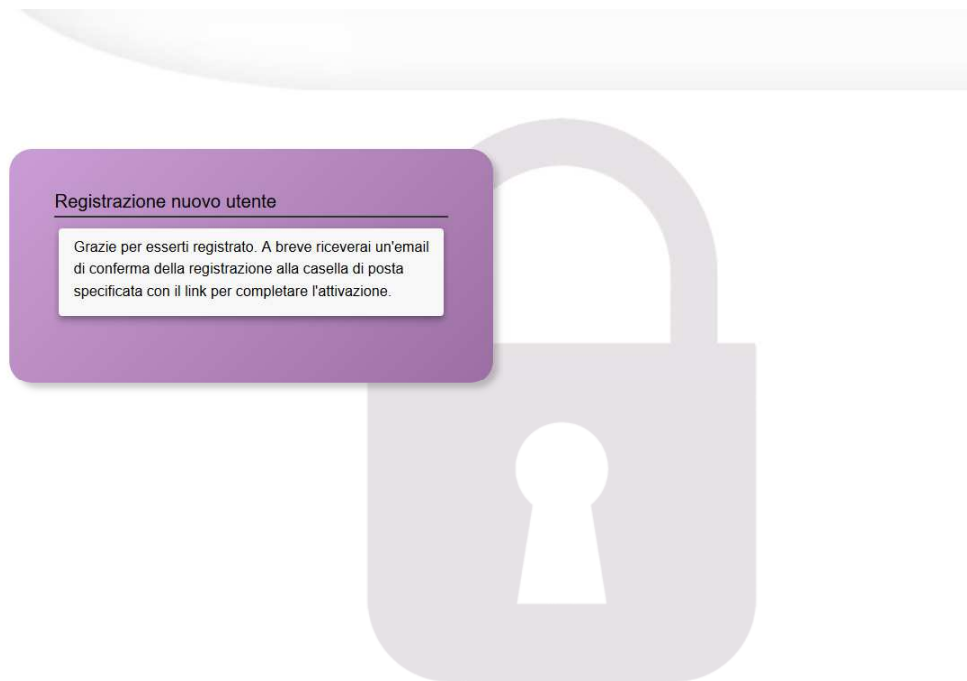 Registrazione nuovo utente
Grazie per esserti registrato. A breve riceverai un'email
di conferma della registrazione alla casella di posta
specificata con il link per completare l'attivazione.